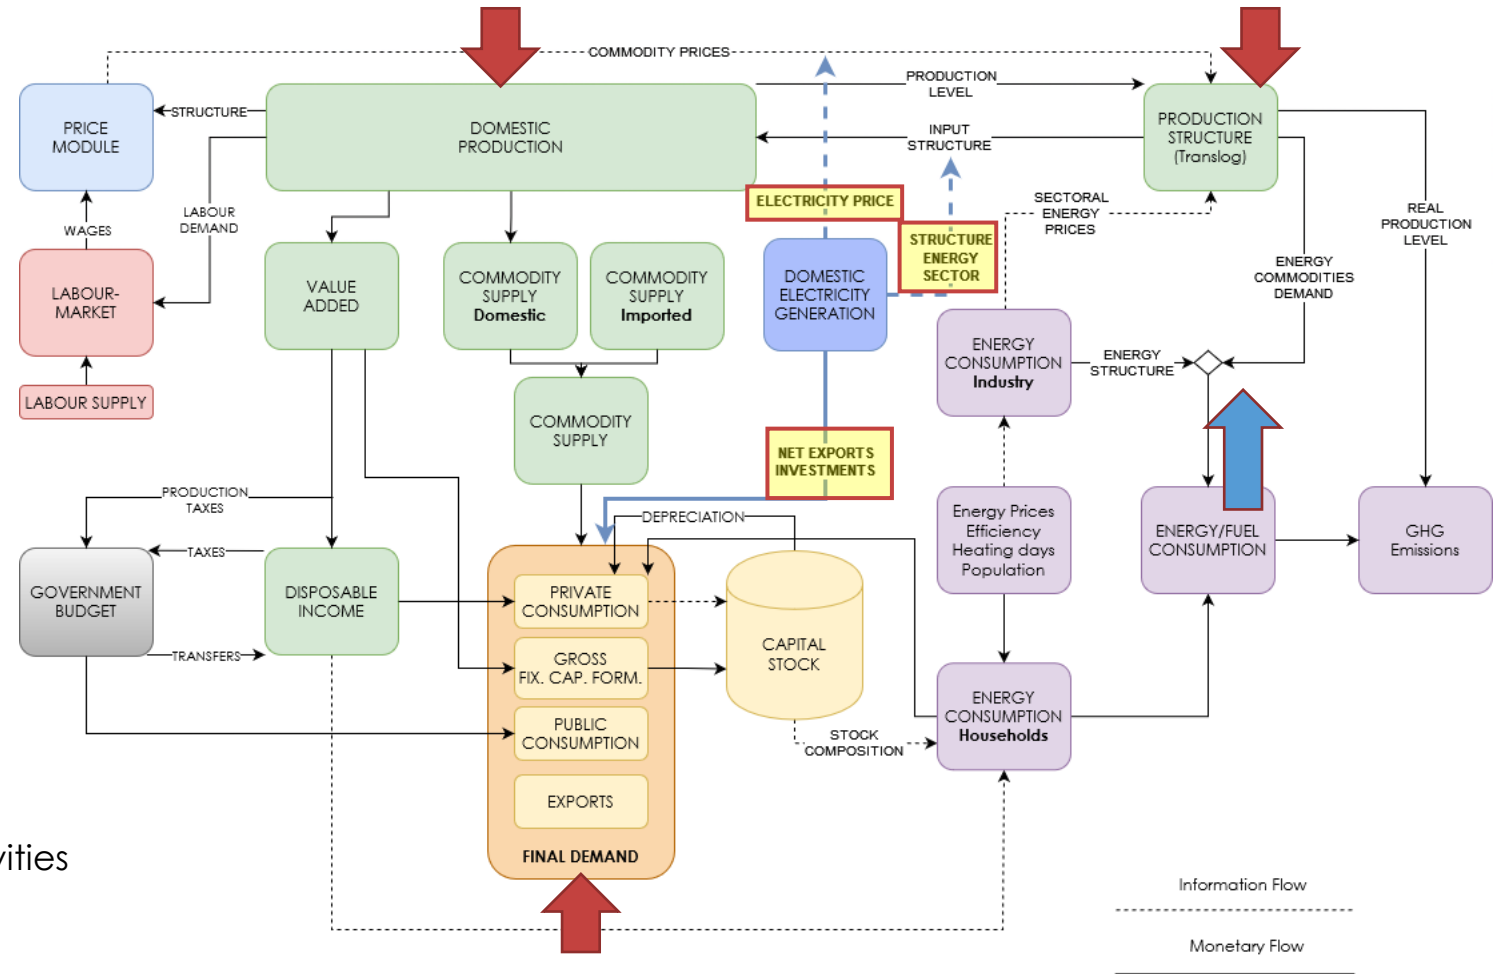 COMMODITY PRICES
PRICE
MODULE
STRUCTURE
DOMESTIC
PRODUCTION
PRODUCTION
LEVEL
INPUT
STRUCTURE
PRODUCTION
STRUCTURE
(Translog)
WAGES
LABOUR
DEMAND
ELECTRICITY PRICE
SECTORAL
ENERGY
PRICES
REAL
PRODUCTION
LEVEL
LABOUR-
MARKET
VALUE
ADDED
COMMODITY
SUPPLY
Domestic
COMMODITY
SUPPLY
Imported
DOMESTIC
ELECTRICITY
GENERATION
STRUCTURE
ENERGY
SECTOR
ENERGY
COMMODITIES
DEMAND
LABOUR SUPPLY
COMMODITY
SUPPLY
ENERGY
CONSUMPTION
Industry
ENERGY
STRUCTURE
NET EXPORTS
INVESTMENTS
PRODUCTION
TAXES
DEPRECIATION
Energy Prices
Efficiency
Heating days
Population
ENERGY/FUEL
CONSUMPTION
GHG
Emissions
TAXES
GOVERNMENT
BUDGET
DISPOSABLE
INCOME
TRANSFERS
PRIVATE
CONSUMPTION
GROSS
FIX. CAP. FORM.
PUBLIC
CONSUMPTION
EXPORTS
FINAL DEMAND
CAPITAL
STOCK
STOCK
COMPOSITION
ENERGY
CONSUMPTION
Households
vities
Information Flow
Monetary Flow